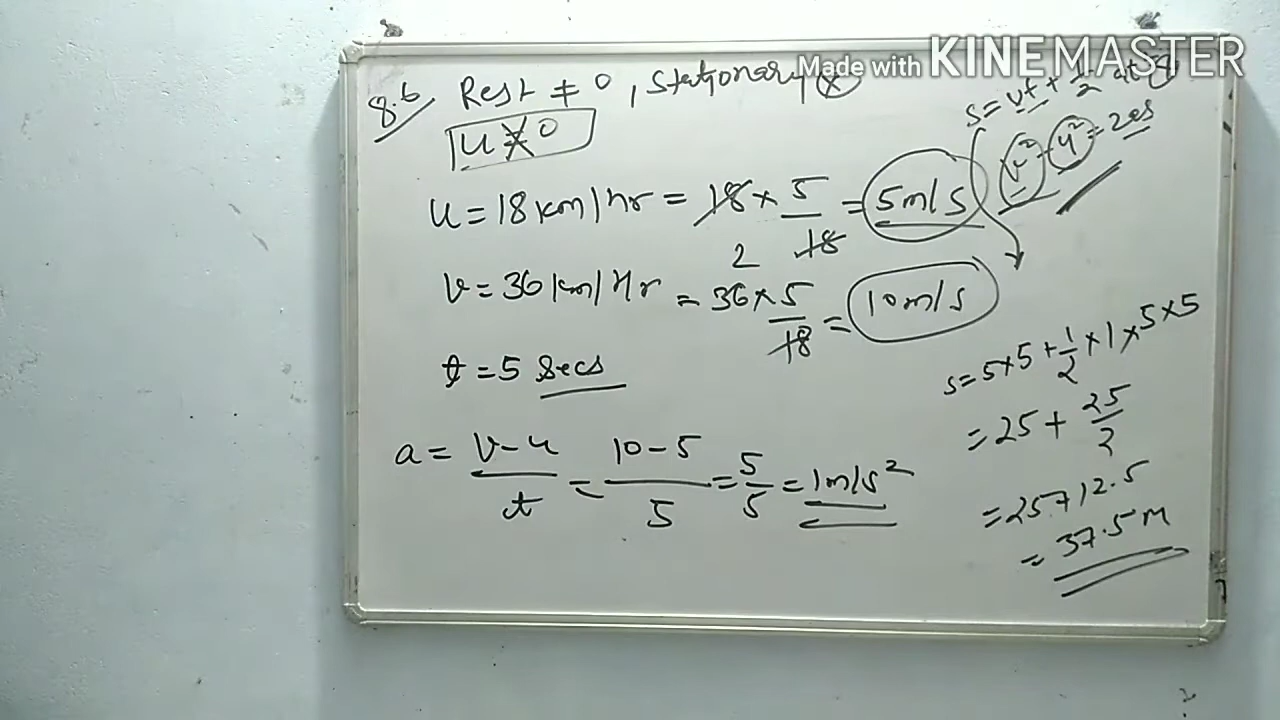 Made with KINEMASTER
8.6 Rest ≠ 0, Stationary (x)
u ≠ 0
u = 18 km/hr = 18 × 5/18 = 5 m/s
v = 36 km/Hr = 36 × 5/18 = 10 m/s
2
t = 5 Secs
a = v-u/t = 10-5/5 = 5/5 = 1m/s²
s = ut + 1/2 at²
v² - u² = 2as
s = 5×5 + 1/2 × 1 × 5×5
= 25 + 25/2
= 25+12.5
= 37.5 M